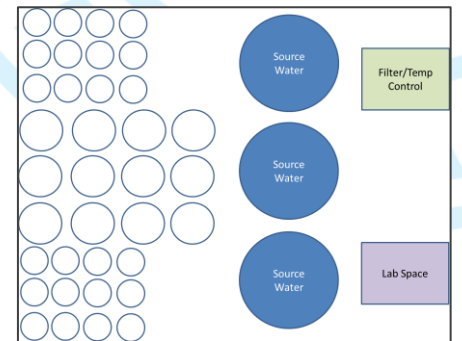 Source
Water
Filter/Temp
Control
Source
Water
Source
Water
Lab Space